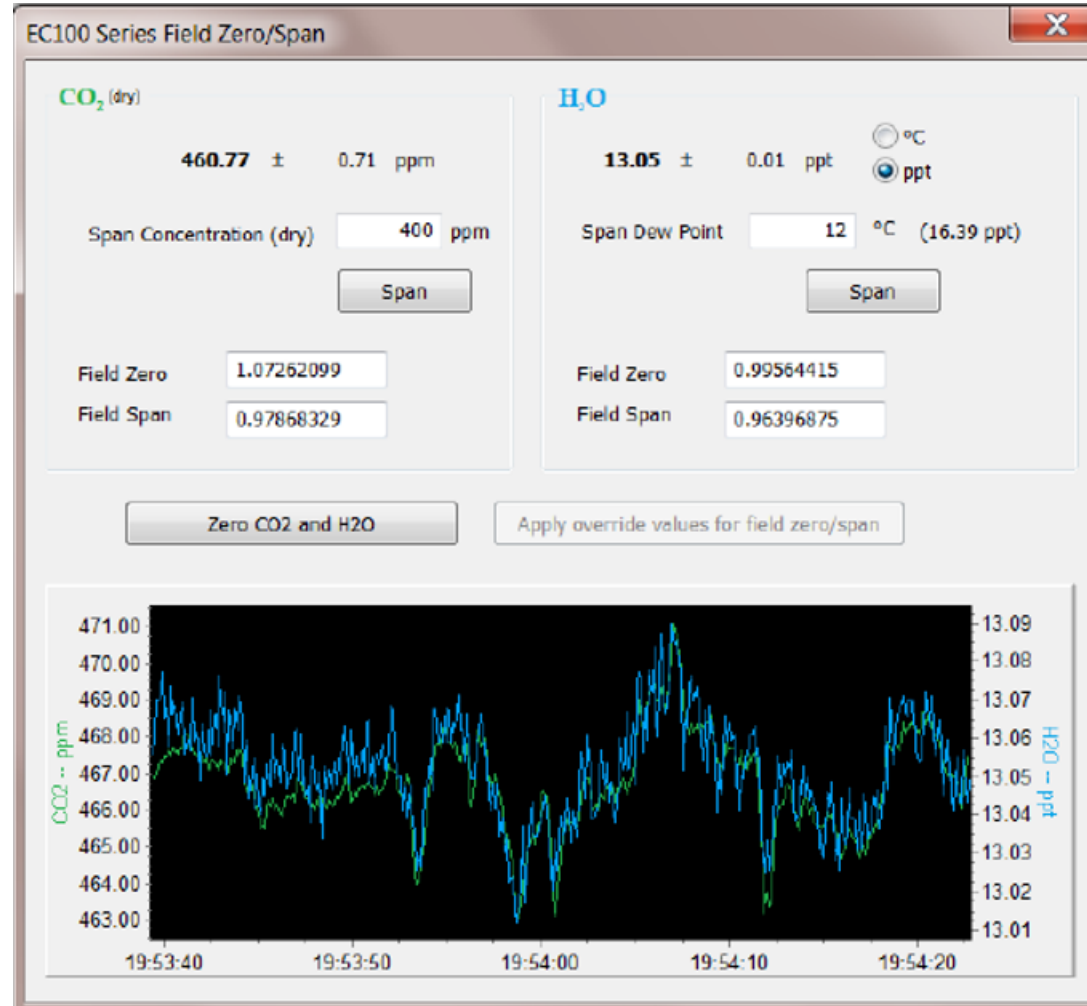 EC100 Series Field Zero/Span
CO₂ (dry)
460.77 ± 0.71 ppm
Span Concentration (dry) 400 ppm
Span
Field Zero 1.07262099
Field Span 0.97868329
H₂O
13.05 ± 0.01 ppt
ºC
ppt
Span Dew Point 12 ºC (16.39 ppt)
Span
Field Zero 0.99564415
Field Span 0.96396875
Zero CO2 and H2O
Apply override values for field zero/span
CO2 -- ppm
471.00
470.00
469.00
468.00
467.00
466.00
465.00
464.00
463.00
13.09
13.08
13.07
13.06
13.05
13.04
13.03
13.02
13.01
H2O -- ppt
19:53:40 19:53:50 19:54:00 19:54:10 19:54:20